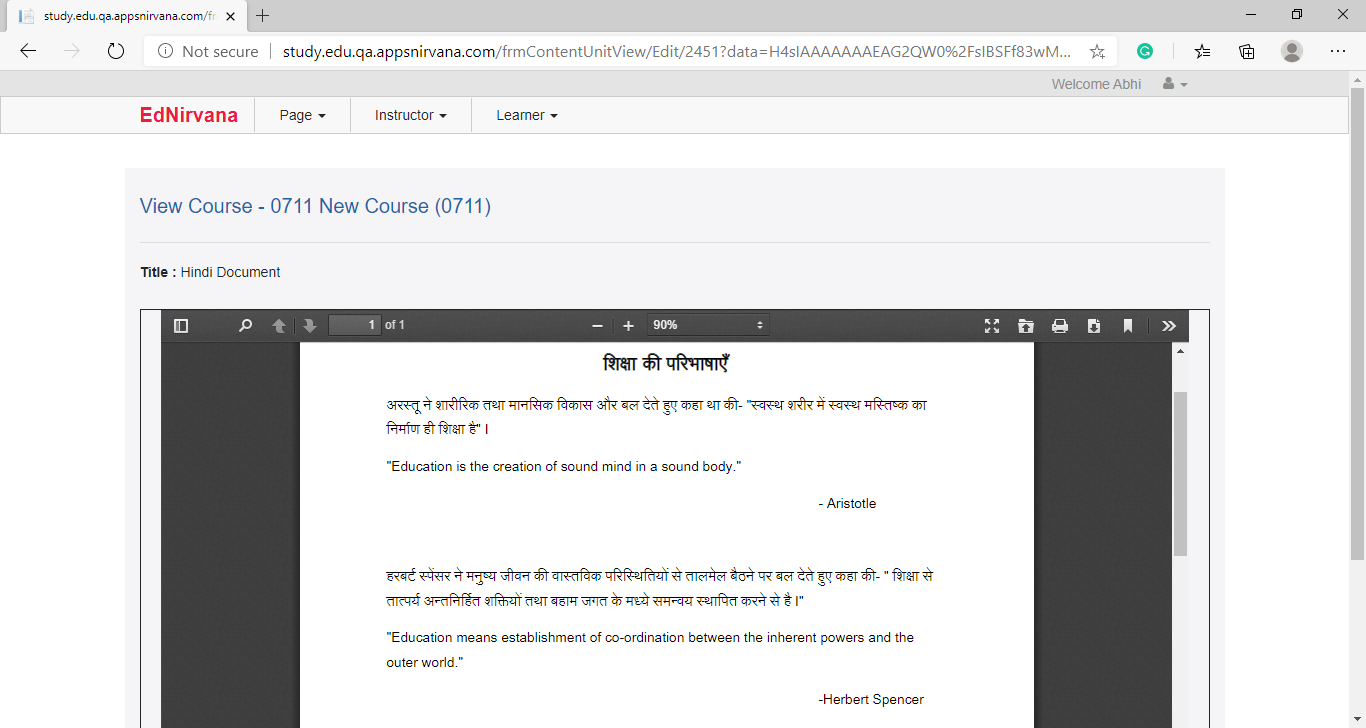 study.edu.qa.appsnirvana.com/fr
Not secure study.edu.qa.appsnirvana.com/frmContentUnitView/Edit/2451?data=H4sIAAAAAAAEAG2QW0%2FsIBSFf83wM...
Welcome Abhi
EdNirvana Page Instructor Learner
View Course - 0711 New Course (0711)
Title : Hindi Document
1 of 1 90%
शिक्षा की परिभाषाएँ
अरस्तू ने शारीरिक तथा मानसिक विकास और बल देते हुए कहा था की- "स्वस्थ शरीर में स्वस्थ मस्तिष्क का
निर्माण ही शिक्षा है" I
"Education is the creation of sound mind in a sound body."
- Aristotle
हरबर्ट स्पेंसर ने मनुष्य जीवन की वास्तविक परिस्थितियों से तालमेल बैठने पर बल देते हुए कहा की- " शिक्षा से
तात्पर्य अन्तनिर्हित शक्तियों तथा बहाम जगत के मध्ये समन्वय स्थापित करने से है I"
"Education means establishment of co-ordination between the inherent powers and the
outer world."
-Herbert Spencer